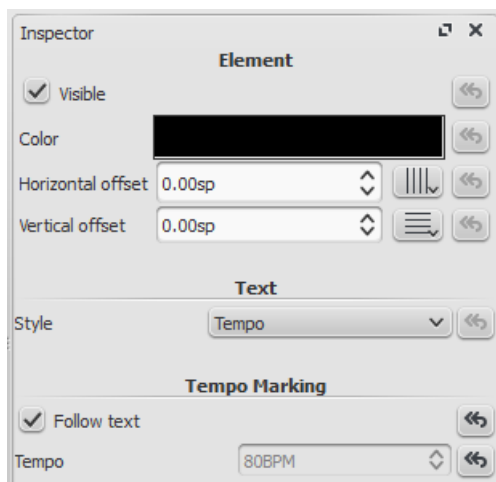 Inspector
Element
Visible
Color
Horizontal offset 0.00sp
Vertical offset 0.00sp
Text
Style Tempo
Tempo Marking
Follow text
Tempo 80BPM